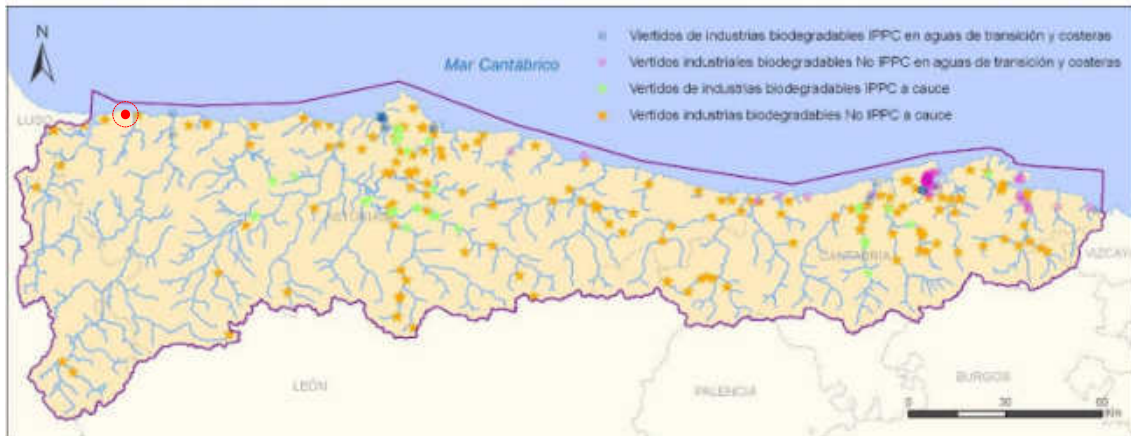 N
Mar Cantábrico
Viertidos de industrias biodegradables IPPC en aguas de transición y costeras
Vertidos industriales biodegradables No IPPC en aguas de transición y costeras
Vertidos de industrias biodegradables IPPC a cauce
Vertidos industrias biodegradables No IPPC a cauce
LUGO
ASTURIAS
CANTABRIA
VIZCAYA
LEÓN
PALENCIA
BURGOS
0 30 60
Km